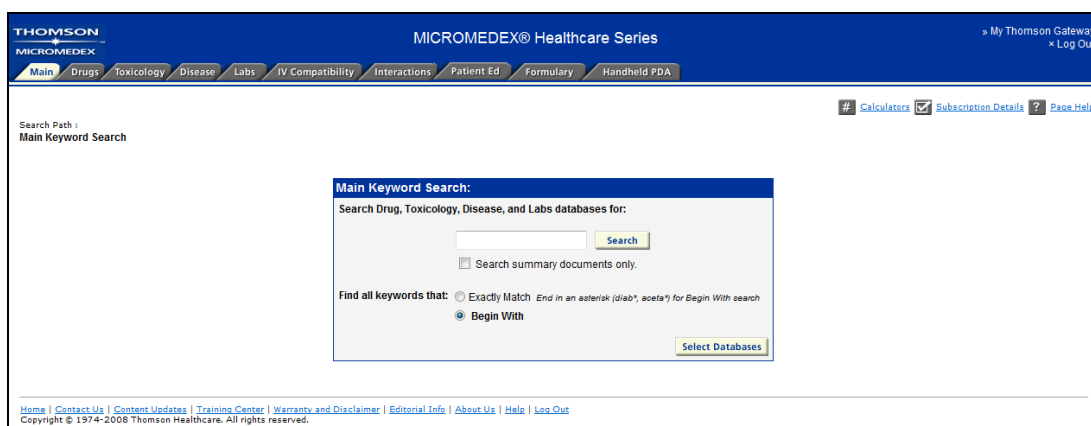 THOMSON
MICROMEDEX
MICROMEDEX® Healthcare Series
» My Thomson Gateway
× Log Ou
Main Drugs Toxicology Disease Labs IV Compatibility Interactions Patient Ed Formulary Handheld PDA
# Calculators Subscription Details ? Page Help
Search Path :
Main Keyword Search
Main Keyword Search:
Search Drug, Toxicology, Disease, and Labs databases for:
Search
Search summary documents only.
Find all keywords that: Exactly Match End in an asterisk (diab*, aceta*) for Begin With search
Begin With
Select Databases
Home | Contact Us | Content Updates | Training Center | Warranty and Disclaimer | Editorial Info | About Us | Help | Log Out
Copyright © 1974-2008 Thomson Healthcare. All rights reserved.